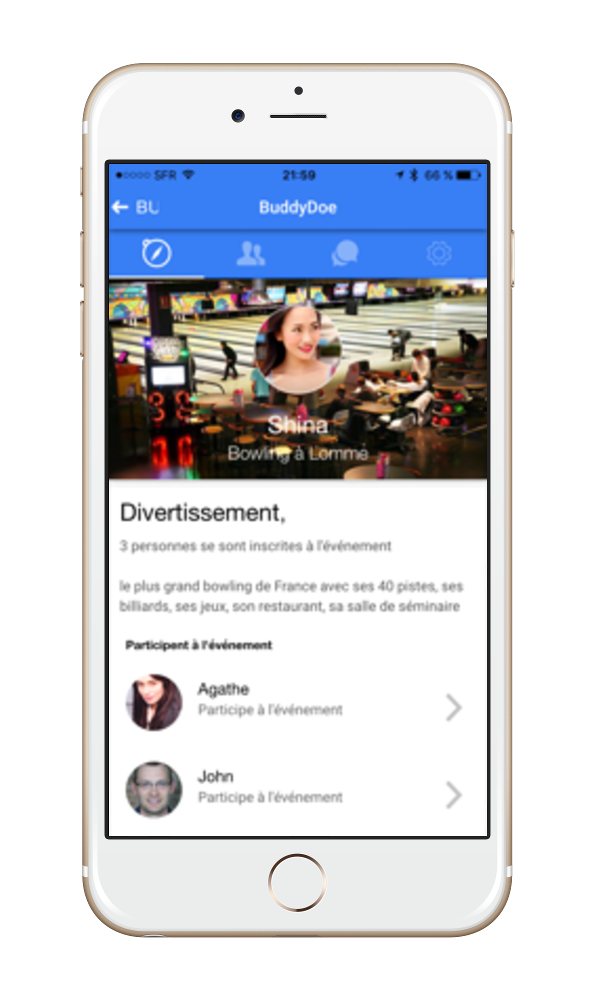 SFR 21:59 66 %
BU BuddyDoe
Shina
Bowling à Lomme
Divertissement,
3 personnes se sont inscrites à l'événement
le plus grand bowling de France avec ses 40 pistes, ses
billiards, ses jeux, son restaurant, sa salle de séminaire
Participent à l'événement
Agathe
Participe à l'événement
John
Participe à l'événement